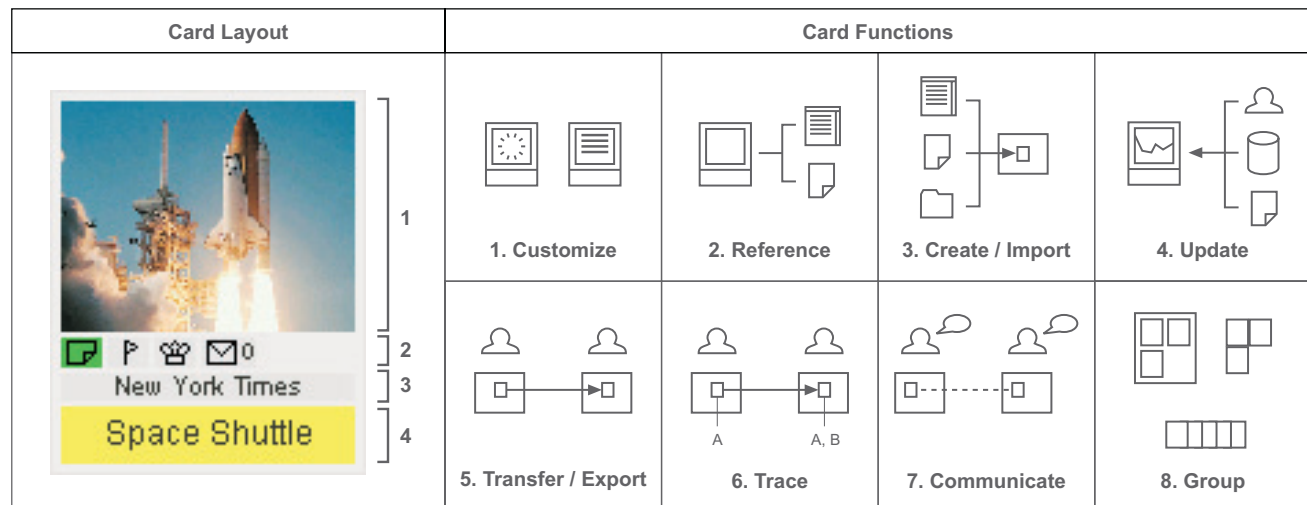 Card Layout
Card Functions
1
2
3
4
0
New York Times
Space Shuttle
1. Customize
2. Reference
3. Create / Import
4. Update
A
A, B
5. Transfer / Export
6. Trace
7. Communicate
8. Group